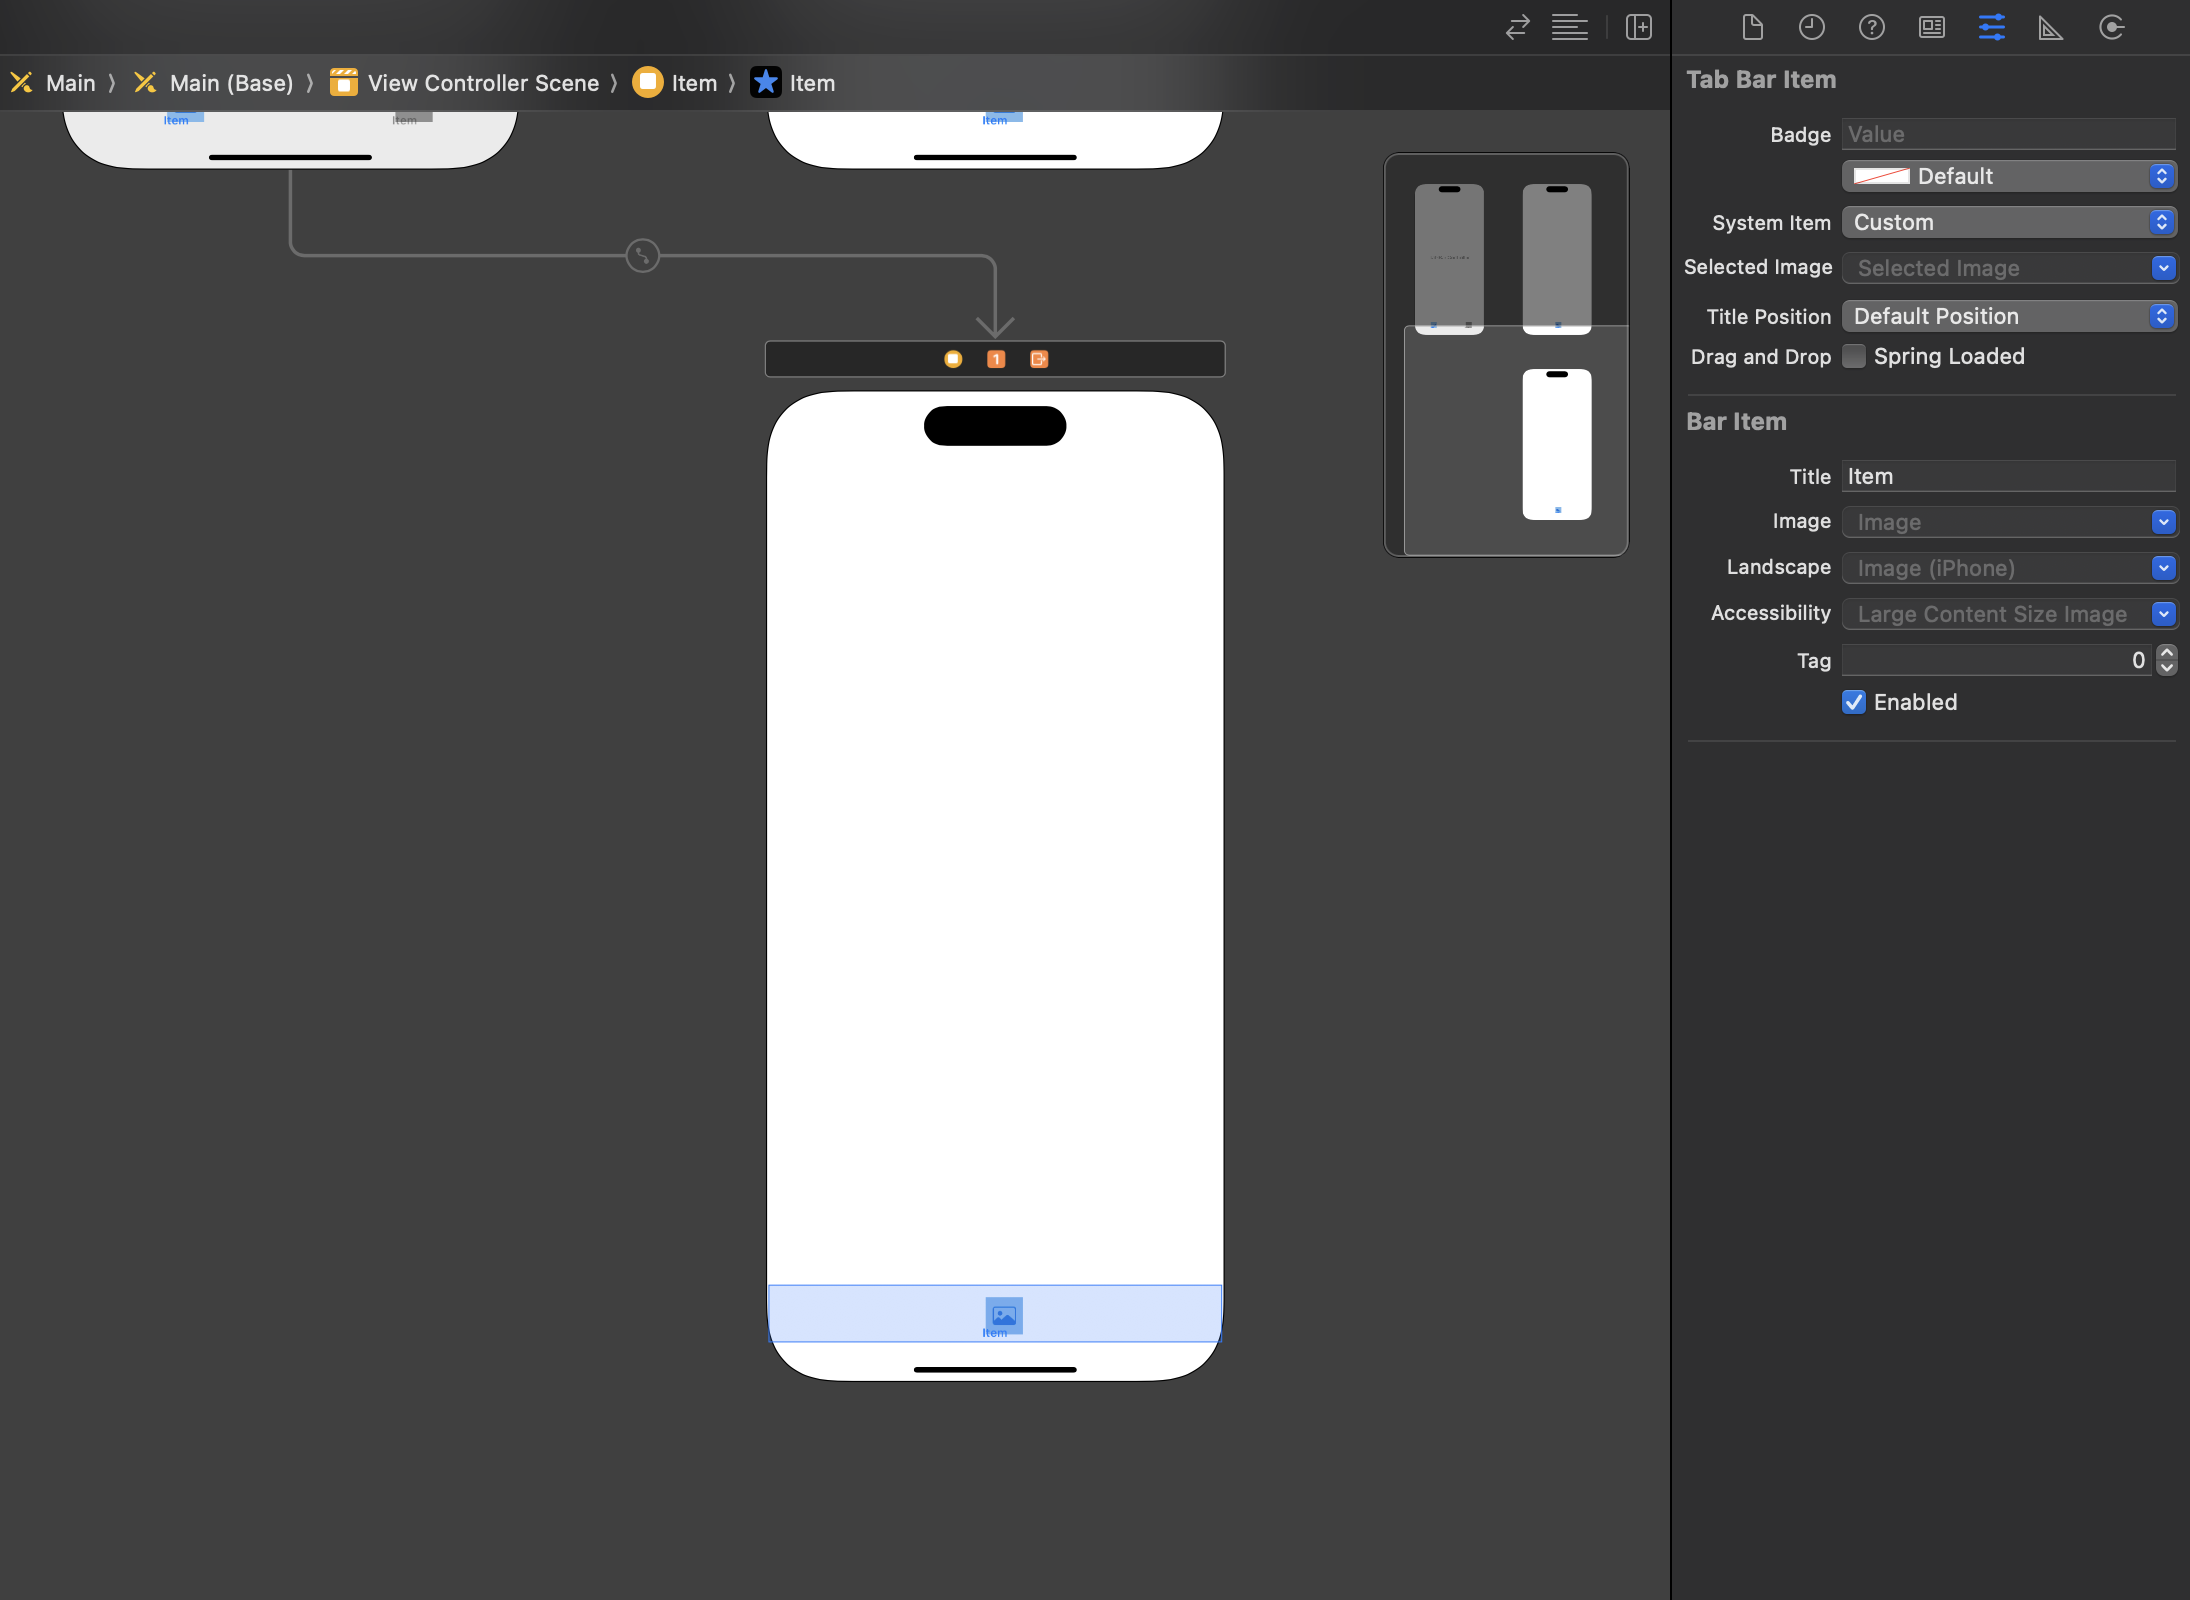 Main 〉 Main (Base) 〉 View Controller Scene 〉 Item 〉 Item
Item
Item
Item
1
Item
Tab Bar Item
Badge Value
Default
System Item Custom
Selected Image Selected Image
Title Position Default Position
Drag and Drop Spring Loaded
Bar Item
Title Item
Image Image
Landscape Image (iPhone)
Accessibility Large Content Size Image
Tag 0
Enabled